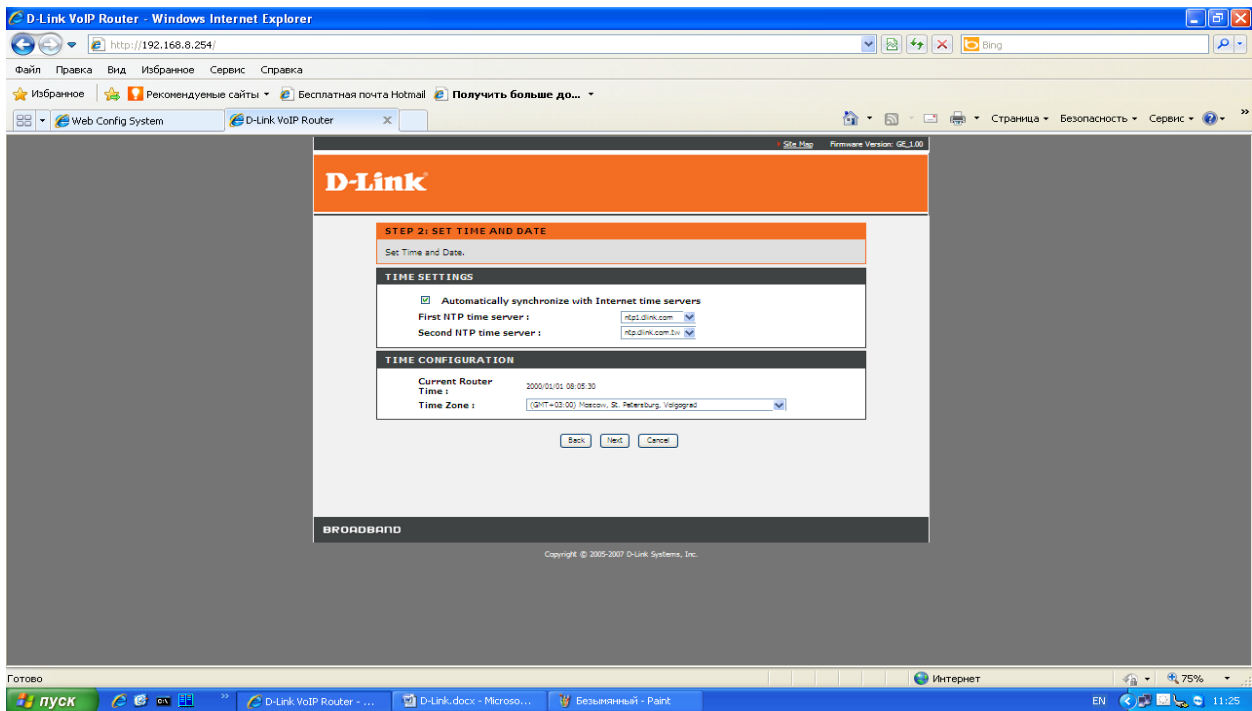 D-Link VoIP Router - Windows Internet Explorer
http://192.168.8.254/
Bing
Файл Правка Вид Избранное Сервис Справка
Избранное Рекомендуемые сайты Бесплатная почта Hotmail Получить больше до...
Web Config System D-Link VoIP Router Страница Безопасность Сервис
Site Map Firmware Version: GE_1.00
D-Link
STEP 2: SET TIME AND DATE
Set Time and Date.
TIME SETTINGS
Automatically synchronize with Internet time servers
First NTP time server : ntp1.dlink.com
Second NTP time server : ntp.dlink.com.tw
TIME CONFIGURATION
Current Router Time : 2000/01/01 08:05:30
Time Zone : (GMT+03:00) Moscow, St. Petersburg, Volgograd
Back Next Cancel
BROADBAND
Copyright © 2005-2007 D-Link Systems, Inc.
Готово Интернет 75%
пуск D-Link VoIP Router - ... D-Link.docx - Microso... Безымянный - Paint EN 11:25